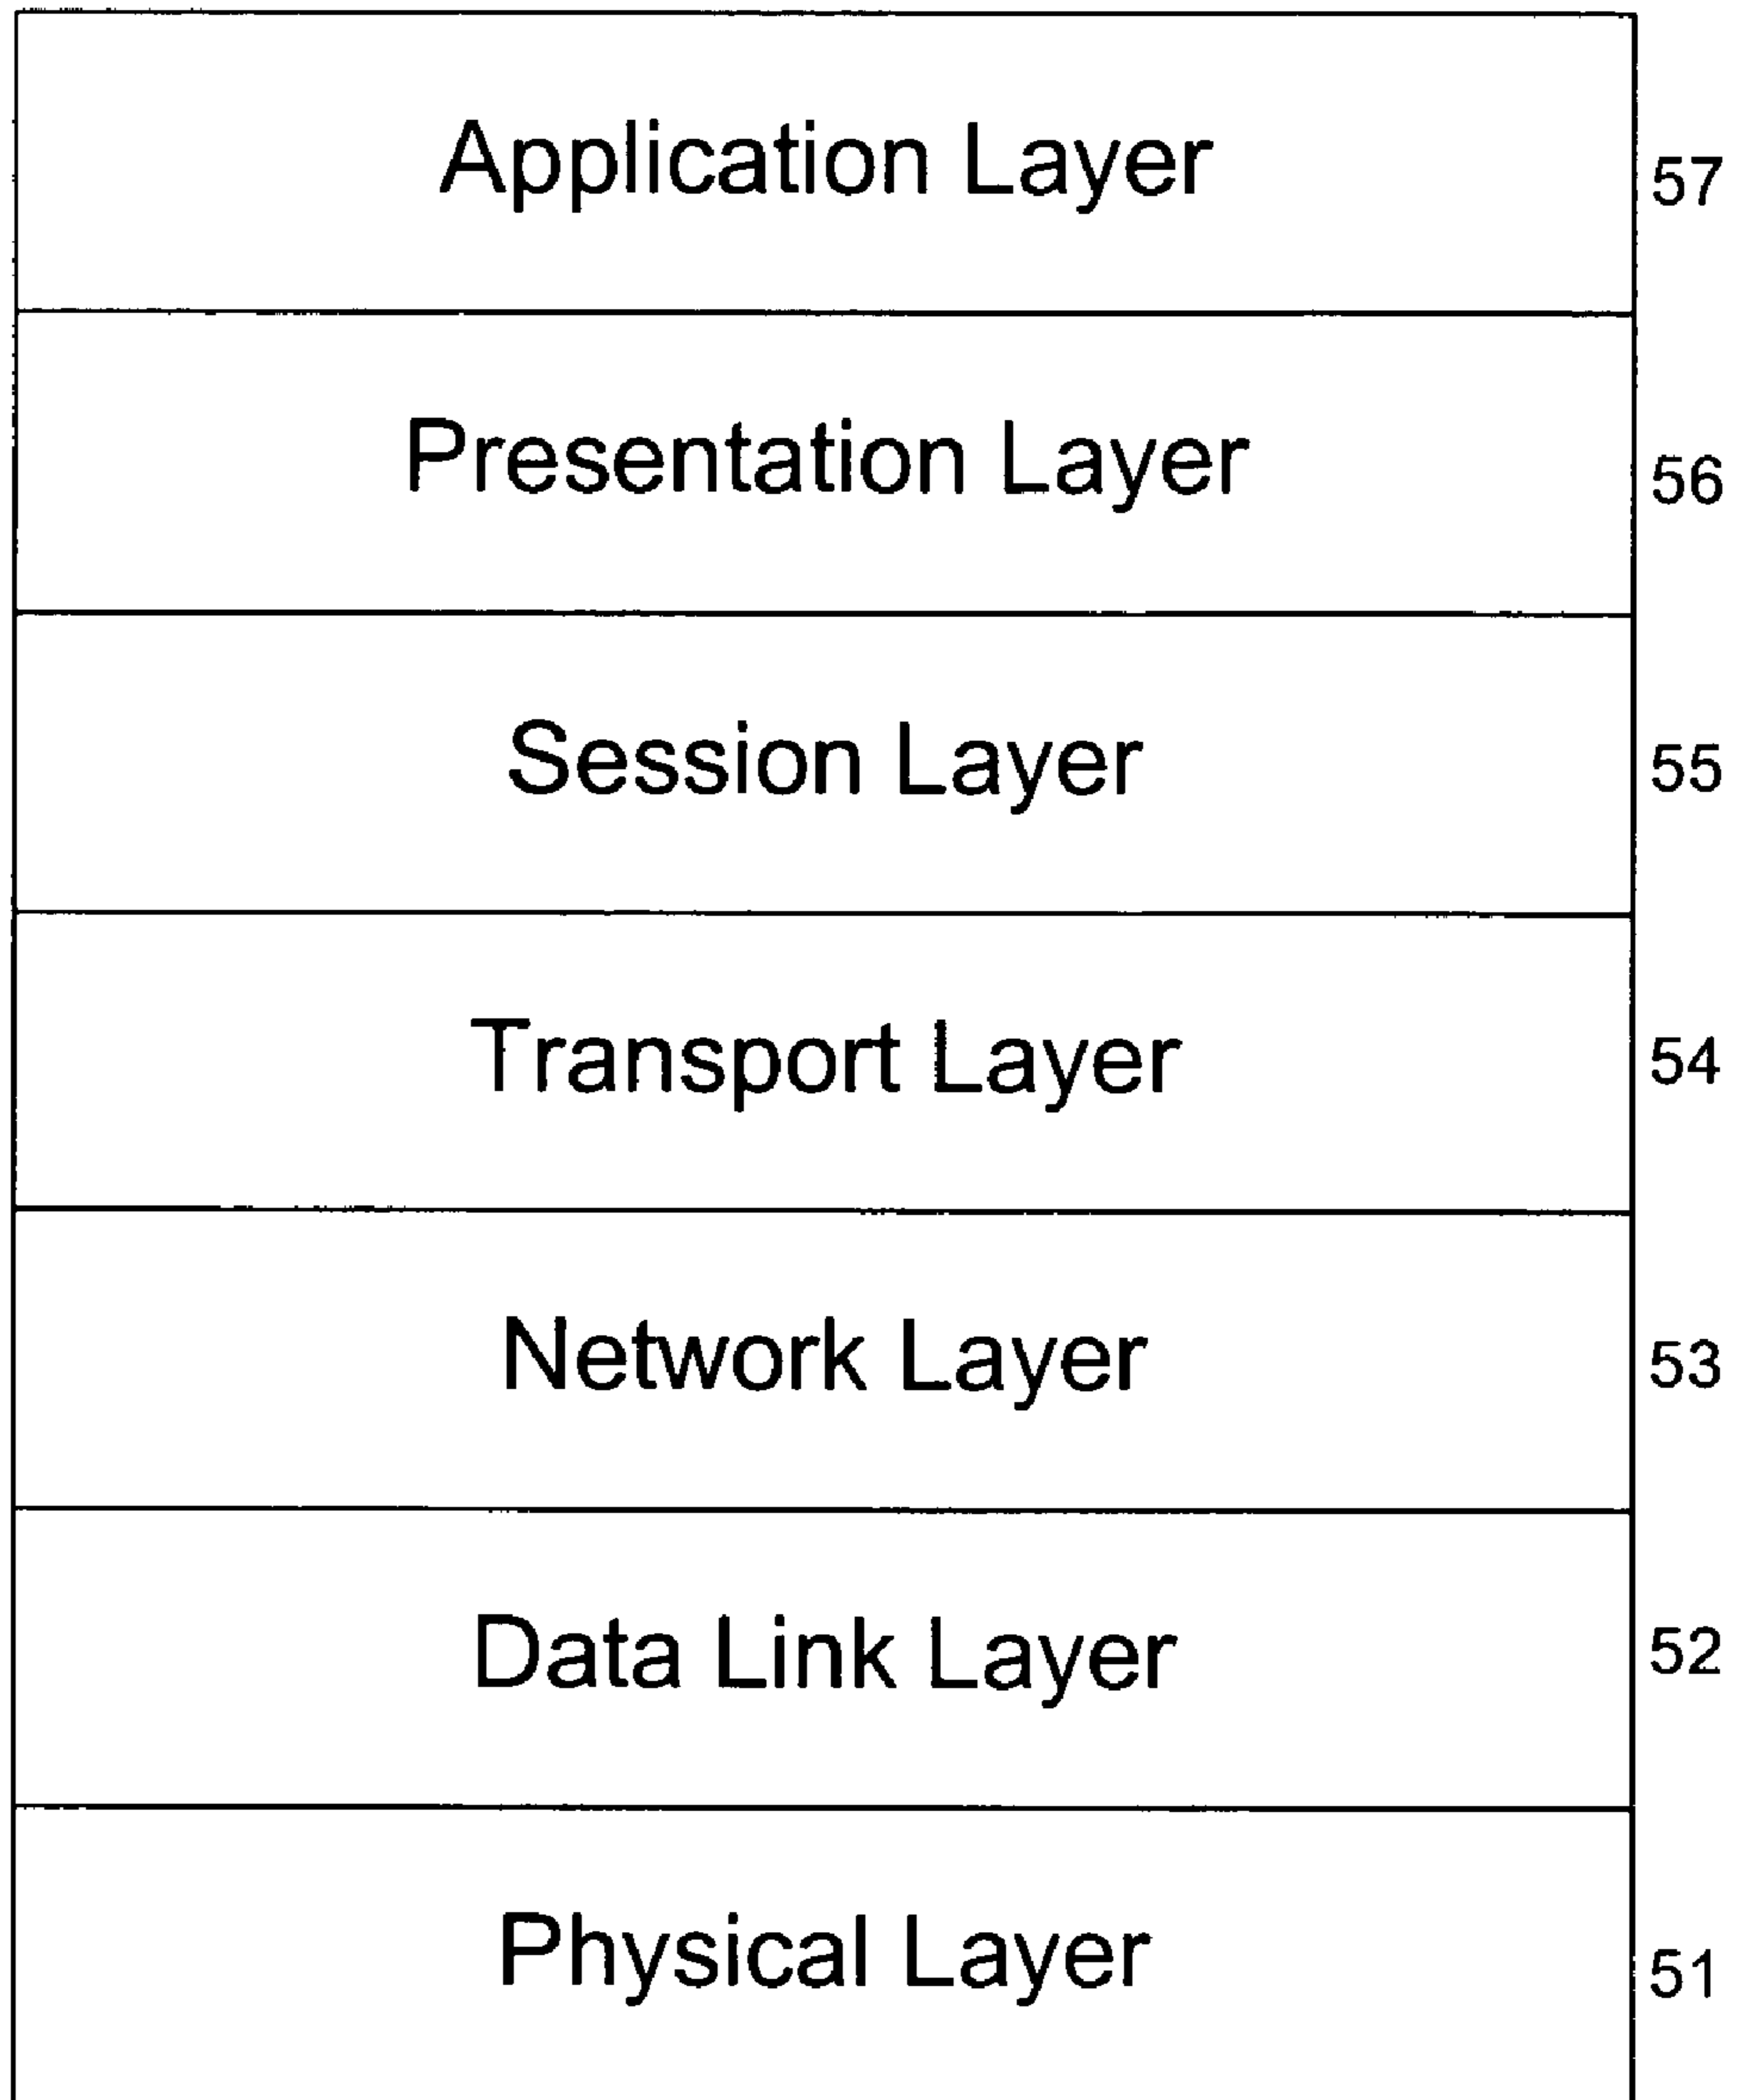 Application Layer 57
Presentation Layer 56
Session Layer 55
Transport Layer 54
Network Layer 53
Data Link Layer 52
Physical Layer 51